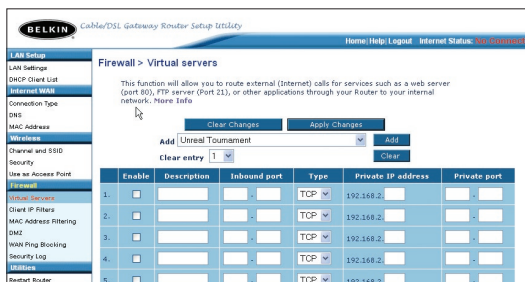 BELKIN
Cable/DSL Gateway Router Setup Utility
Home|Help|Logout Internet Status:
LAN Setup
LAN Settings
DHCP Client List
Internet WAN
Connection Type
DNS
MAC Address
Wireless
Channel and SSID
Security
Use as Access Point
Firewall
Virtual Servers
Client IP Filters
MAC Address Filtering
DMZ
WAN Ping Blocking
Security Log
Utilities
Restart Router
Firewall > Virtual servers
This function will allow you to route external (Internet) calls for services such as a web server
(port 80), FTP server (Port 21), or other applications through your Router to your internal
network. More Info
Clear Changes Apply Changes
Add Unreal Tournament Add
Clear entry 1 Clear
Enable Description Inbound port Type Private IP address Private port
1. - TCP 192.168.2. -
2. - TCP 192.168.2. -
3. - TCP 192.168.2. -
4. - TCP 192.168.2. -
5. - TCP 192.168.2. -